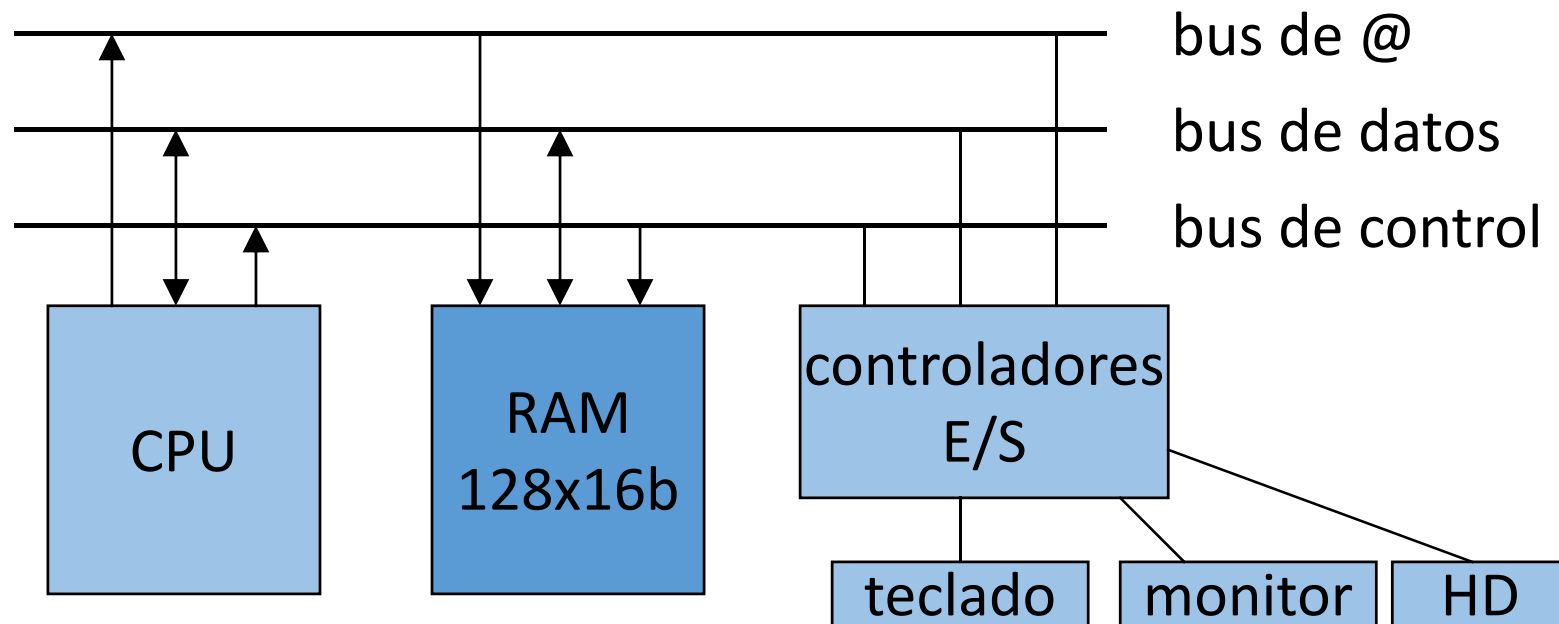 bus de @
bus de datos
bus de control
CPU
RAM
128x16b
controladores
E/S
teclado
monitor
HD